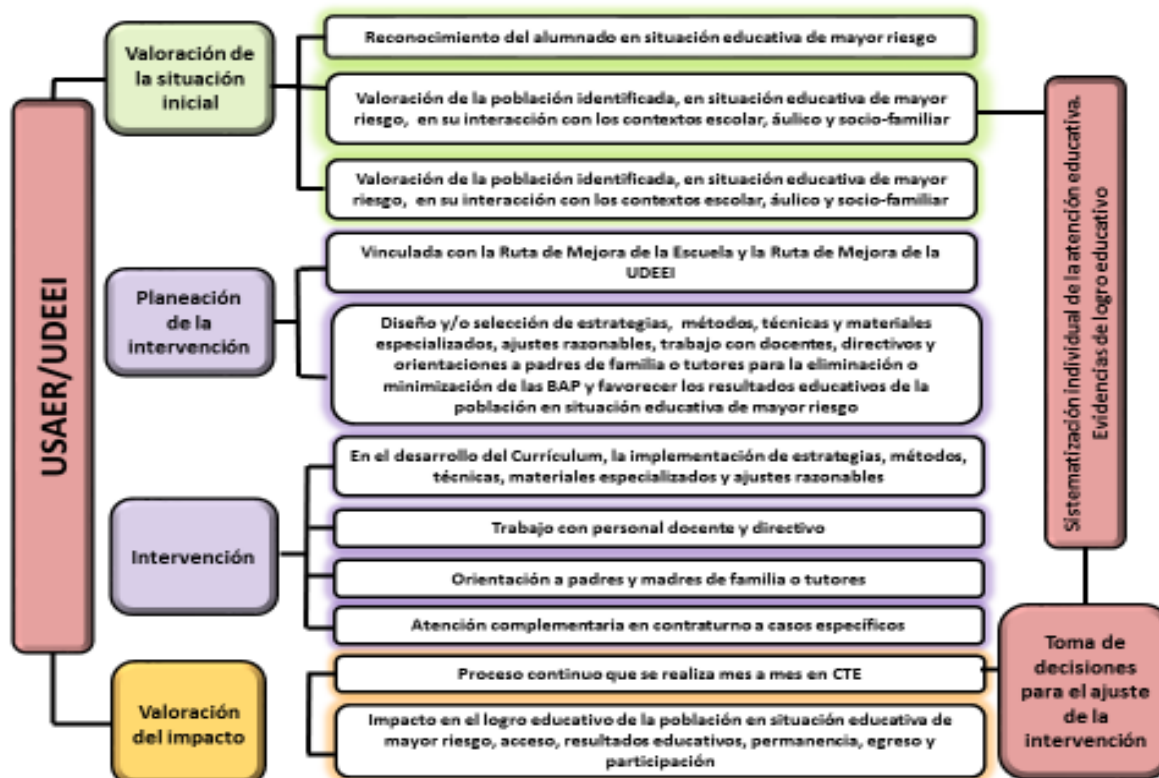 USAER/UDEEI
Valoración de
la situación
inicial
Reconocimiento del alumnado en situación educativa de mayor riesgo
Valoración de la población identificada, en situación educativa de mayor
riesgo, en su interacción con los contextos escolar, áulico y socio-familiar
Valoración de la población identificada, en situación educativa de mayor
riesgo, en su interacción con los contextos escolar, áulico y socio-familiar
Planeación
de la
intervención
Vinculada con la Ruta de Mejora de la Escuela y la Ruta de Mejora de la
UDEEI
Diseño y/o selección de estrategias, métodos, técnicas y materiales
especializados, ajustes razonables, trabajo con docentes, directivos y
orientaciones a padres de familia o tutores para la eliminación o
minimización de las BAP y favorecer los resultados educativos de la
población en situación educativa de mayor riesgo
Intervención
En el desarrollo del Currículum, la implementación de estrategias, métodos,
técnicas, materiales especializados y ajustes razonables
Trabajo con personal docente y directivo
Orientación a padres y madres de familia o tutores
Atención complementaria en contraturno a casos específicos
Valoración
del impacto
Proceso continuo que se realiza mes a mes en CTE
Impacto en el logro educativo de la población en situación educativa de
mayor riesgo, acceso, resultados educativos, permanencia, egreso y
participación
Sistematización individual de la atención educativa.
Evidencias de logro educativo
Toma de
decisiones
para el ajuste
de la
intervención